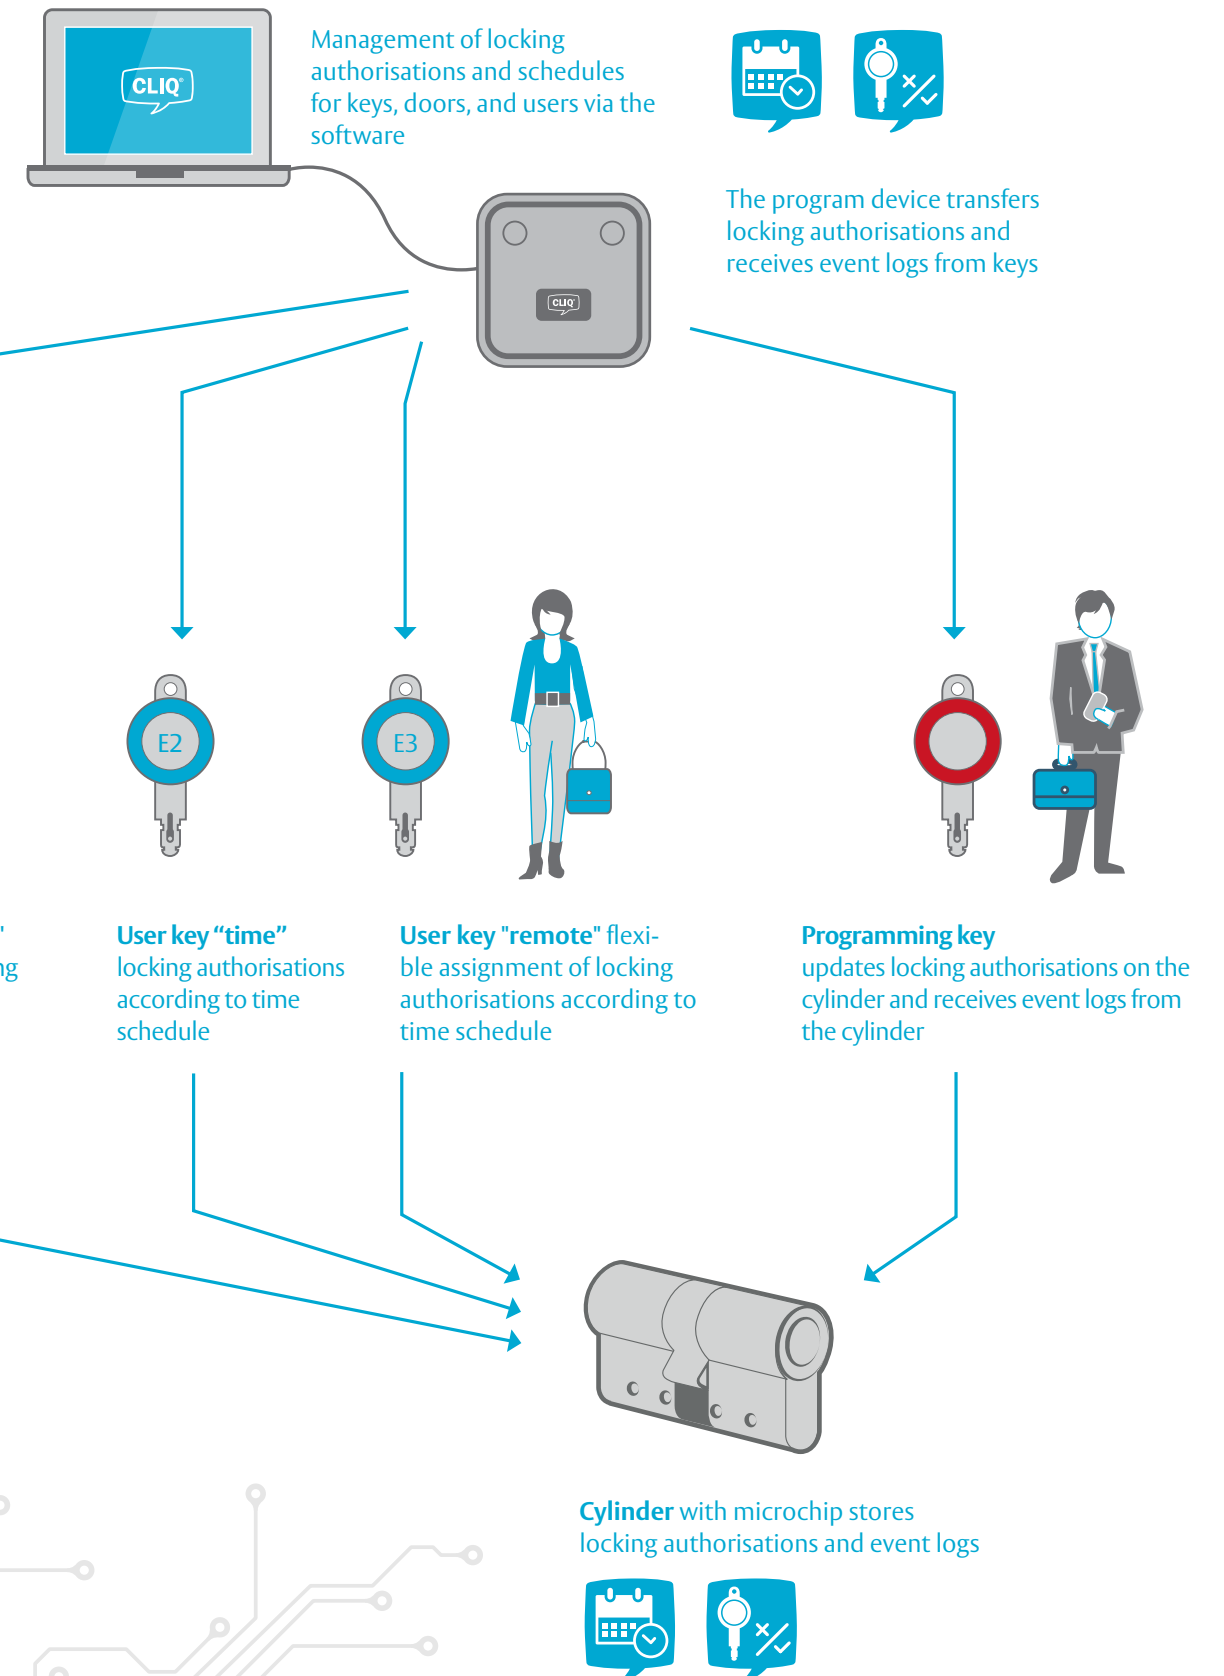 CLIQ®
Management of locking
authorisations and schedules
for keys, doors, and users via the
software
The program device transfers
locking authorisations and
receives event logs from keys
CLIQ
E2
E3
"
ng
User key “time”
locking authorisations
according to time
schedule
User key "remote" flexi-
ble assignment of locking
authorisations according to
time schedule
Programming key
updates locking authorisations on the
cylinder and receives event logs from
the cylinder
Cylinder with microchip stores
locking authorisations and event logs